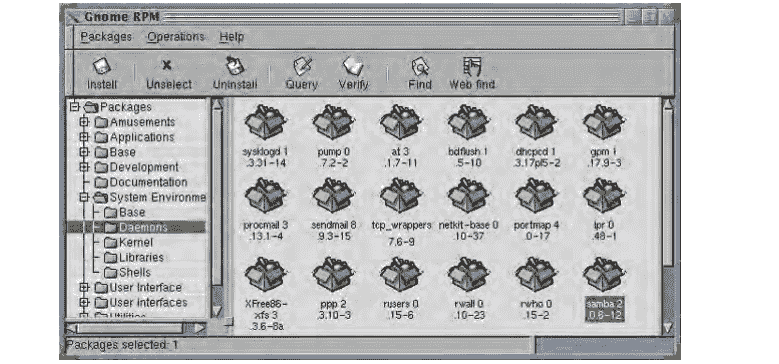 Gnome RPM
Packages Operations Help
Install Unselect Uninstall Query Verify Find Web find
Packages
Amusements
Applications
Base
Development
Documentation
System Environme
Base
Daemons
Kernel
Libraries
Shells
User Interface
User interfaces
Utilities
sysklogd 1 pump 0 at 3 bdflush 1 dhcpcd 1 gpm 1
.3.31-14 .7.2-2 .1.7-11 .5-10 .3.17pl5-2 .17.9-3
procmail 3 sendmail 8 tcp_wrappers netkit-base 0 portmap 4 lpr 0
.13.1-4 .9.3-15 7.6-9 .10-37 .0-17 .48-1
XFree86- ppp 2 rusers 0 rwall 0 rwho 0 samba 2
xfs 3 .3.10-3 .15-6 .10-23 .15-2 .0.6-12
.3.6-8a
Packages selected: 1